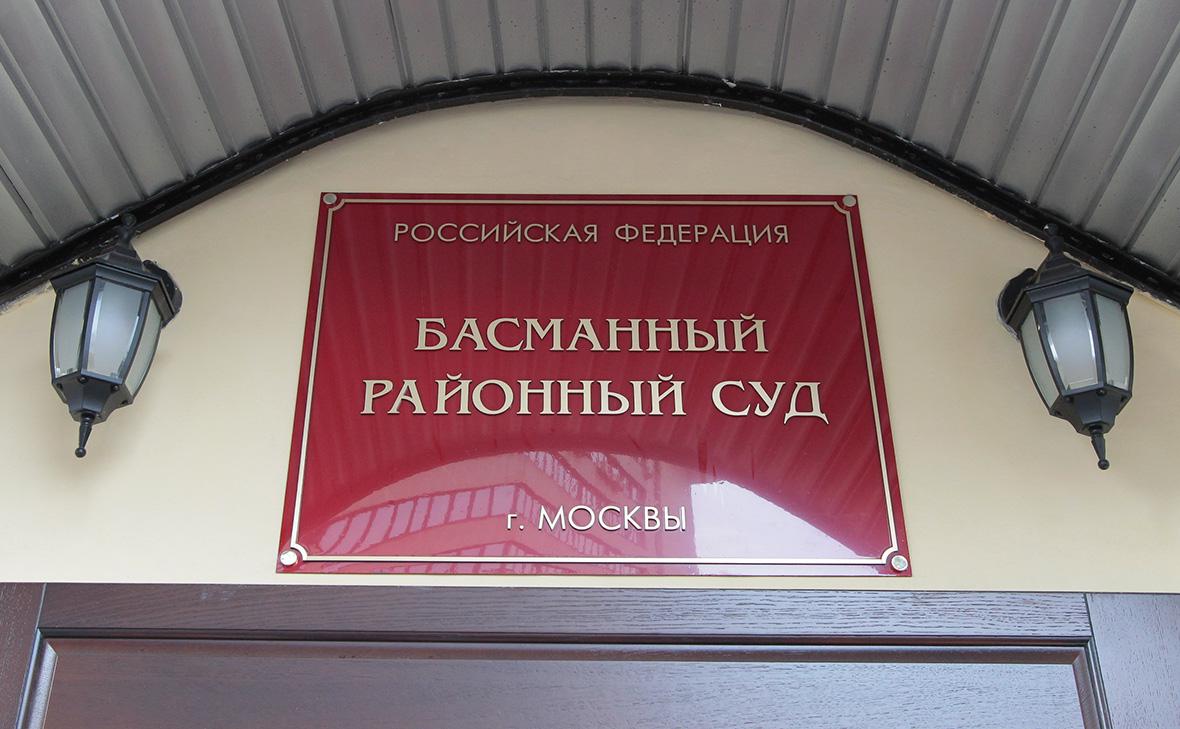 РОССИЙСКАЯ ФЕДЕРАЦИЯ
БАСМАННЫЙ
РАЙОННЫЙ СУД
г. МОСКВЫ